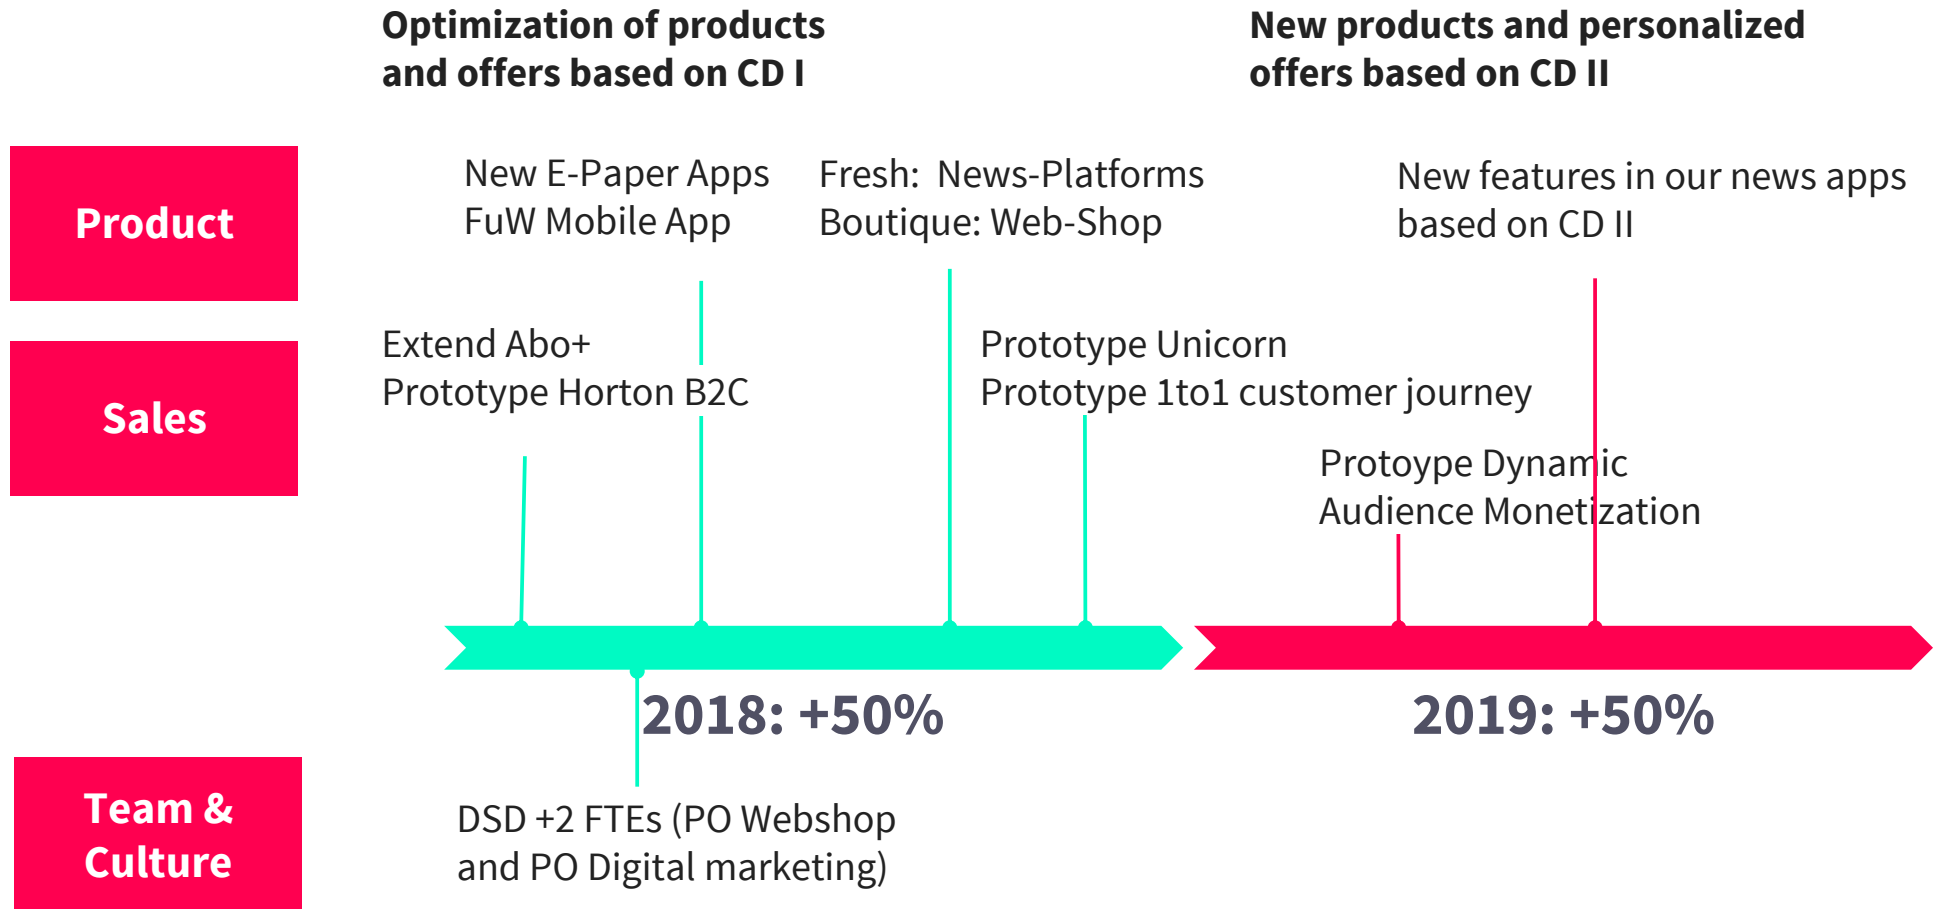 Optimization of products
and offers based on CD I
New products and personalized
offers based on CD II
Product
New E-Paper Apps
FuW Mobile App
Fresh:  News-Platforms
Boutique: Web-Shop
New features in our news apps
based on CD II
Sales
Extend Abo+
Prototype Horton B2C
Prototype Unicorn
Prototype 1to1 customer journey
Protoype Dynamic
Audience Monetization
2018: +50%
2019: +50%
Team &
Culture
DSD +2 FTEs (PO Webshop
and PO Digital marketing)